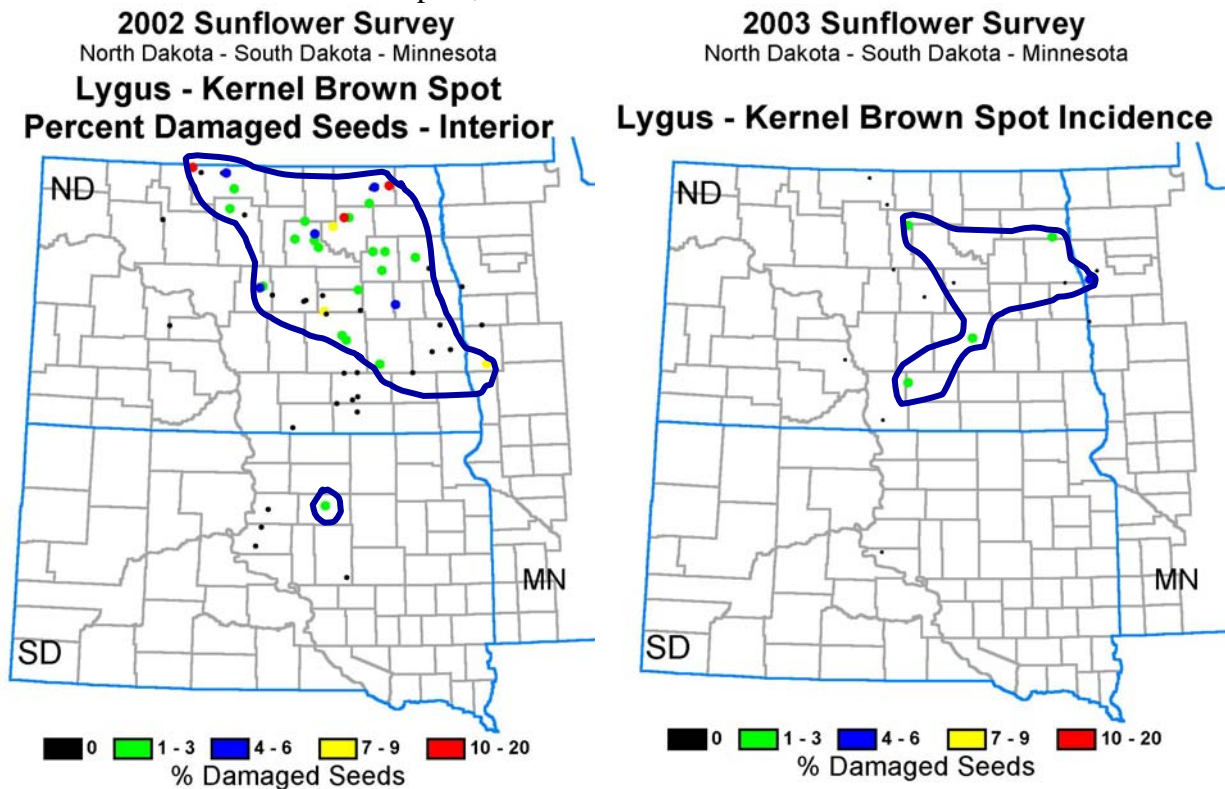 2002 Sunflower Survey
North Dakota - South Dakota - Minnesota
Lygus - Kernel Brown Spot
Percent Damaged Seeds - Interior
ND
MN
SD
0 1 - 3 4 - 6 7 - 9 10 - 20
% Damaged Seeds
2003 Sunflower Survey
North Dakota - South Dakota - Minnesota
Lygus - Kernel Brown Spot Incidence
ND
MN
SD
0 1 - 3 4 - 6 7 - 9 10 - 20
% Damaged Seeds